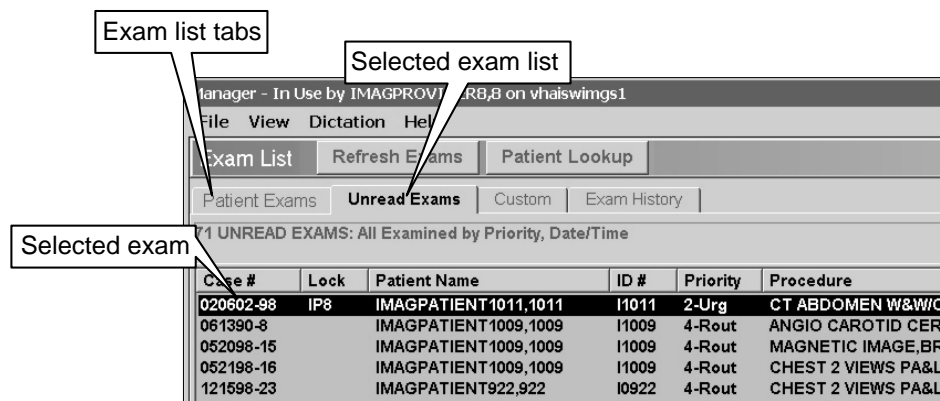 Exam list tabs
Selected exam list
Manager - In Use by IMAGPROVIDER8,8 on vhaiswimgs1
File View Dictation Hel
Exam List Refresh Exams Patient Lookup
Patient Exams Unread Exams Custom Exam History
71 UNREAD EXAMS: All Examined by Priority, Date/Time
Selected exam
Case # Lock Patient Name ID # Priority Procedure
020602-98 IP8 IMAGPATIENT1011,1011 I1011 2-Urg CT ABDOMEN W&W/O
061390-8 IMAGPATIENT1009,1009 I1009 4-Rout ANGIO CAROTID CER
052098-15 IMAGPATIENT1009,1009 I1009 4-Rout MAGNETIC IMAGE,BR
052198-16 IMAGPATIENT1009,1009 I1009 4-Rout CHEST 2 VIEWS PA&L
121598-23 IMAGPATIENT922,922 I0922 4-Rout CHEST 2 VIEWS PA&L